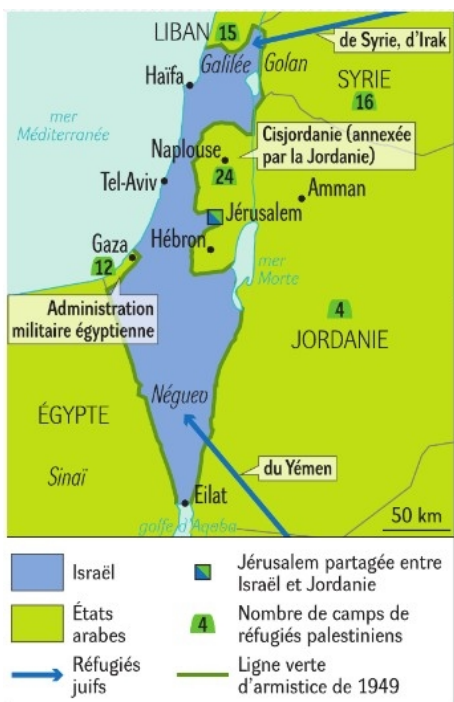 LIBAN
15
de Syrie, d'Irak
Galilée
Golan
Haïfa
SYRIE
16
mer
Méditerranée
Cisjordanie (annexée
par la Jordanie)
Naplouse
24
Tel-Aviv
Amman
Jérusalem
Gaza
Hébron
12
mer
Morte
Administration
militaire égyptienne
4
JORDANIE
Néguev
ÉGYPTE
du Yémen
Sinaï
Eilat
golfe d'Aqaba
50 km
Israël
Jérusalem partagée entre
Israël et Jordanie
États
arabes
4
Nombre de camps de
réfugiés palestiniens
Réfugiés
juifs
Ligne verte
d'armistice de 1949